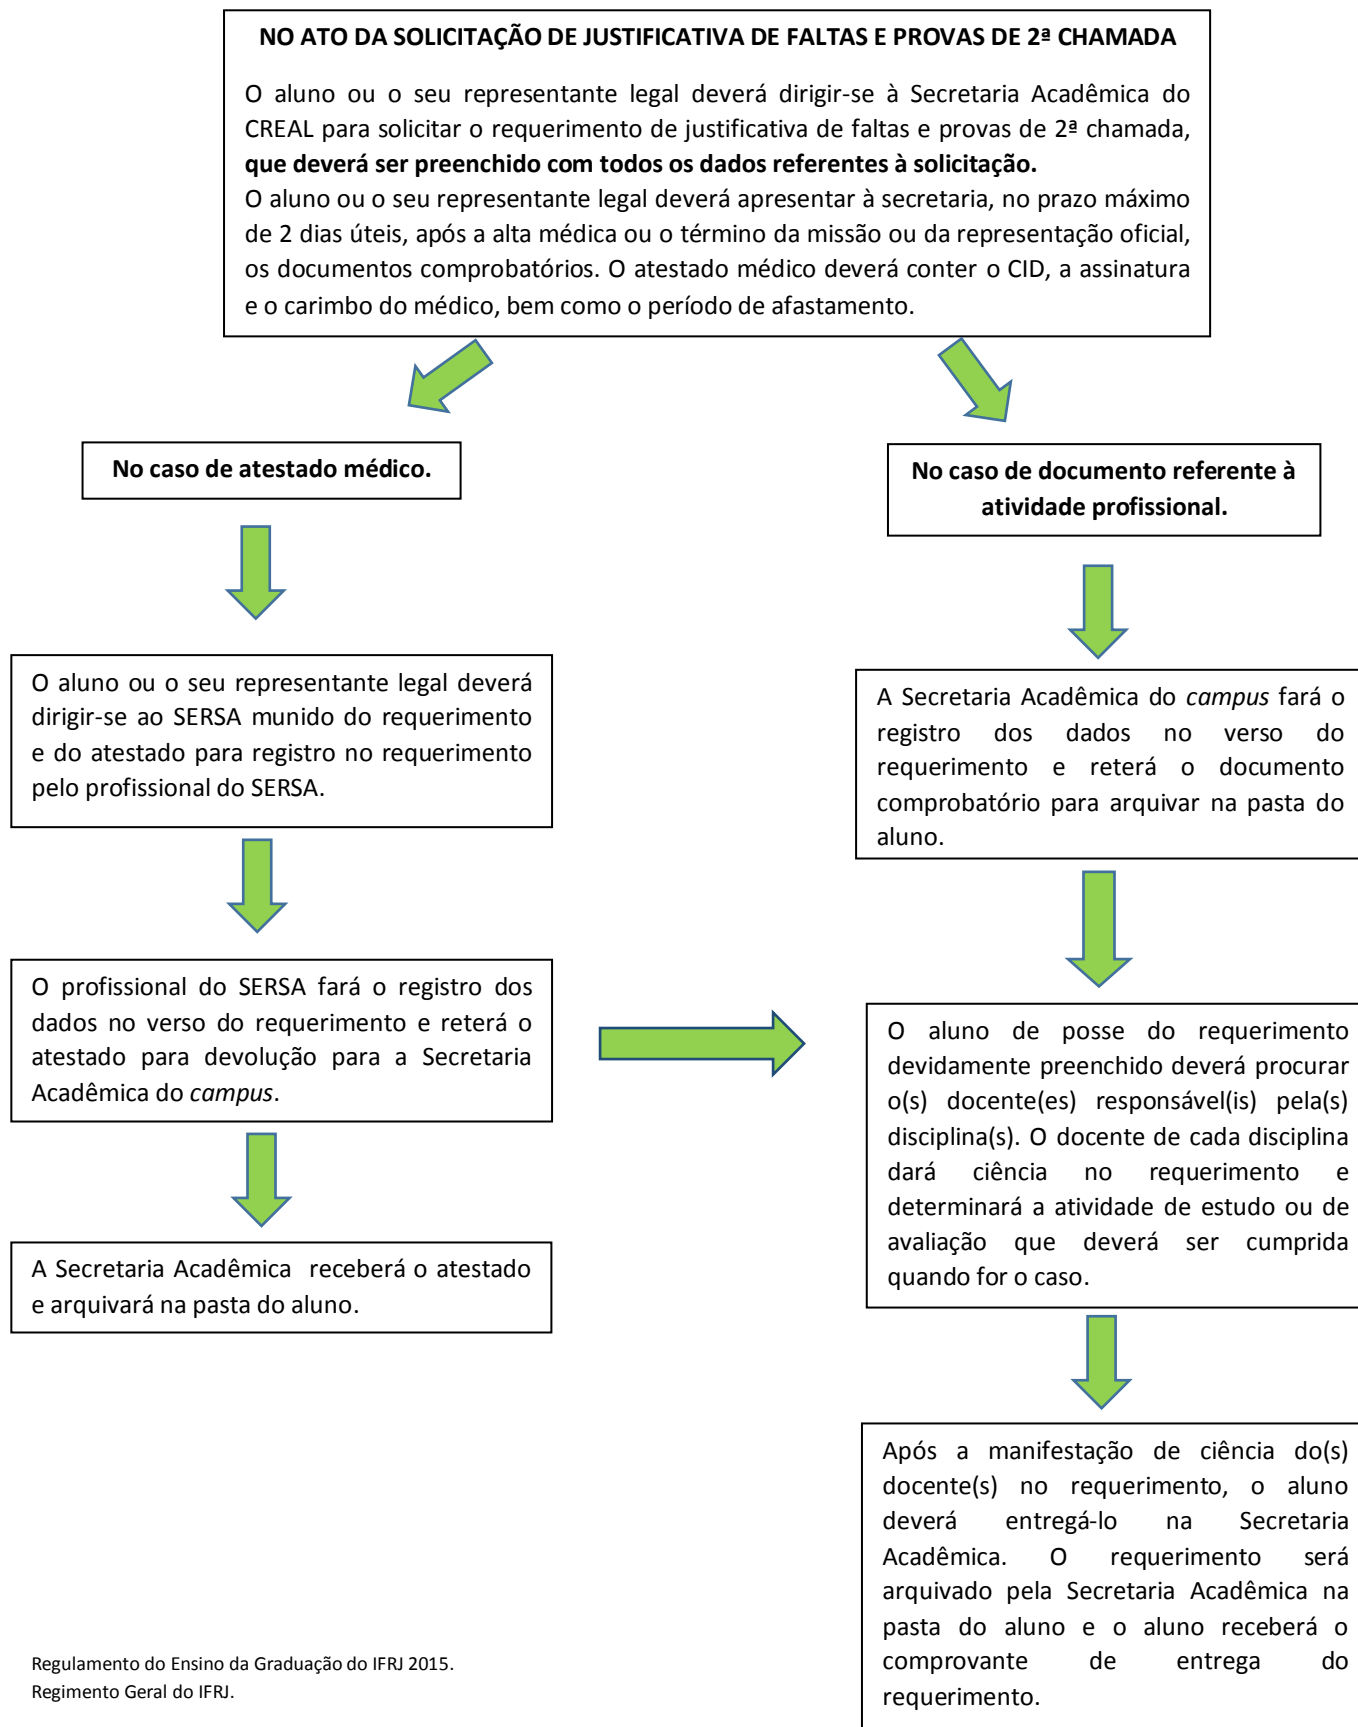 NO ATO DA SOLICITAÇÃO DE JUSTIFICATIVA DE FALTAS E PROVAS DE 2ª CHAMADA
O aluno ou o seu representante legal deverá dirigir-se à Secretaria Acadêmica do
CREAL para solicitar o requerimento de justificativa de faltas e provas de 2ª chamada,
que deverá ser preenchido com todos os dados referentes à solicitação.
O aluno ou o seu representante legal deverá apresentar à secretaria, no prazo máximo
de 2 dias úteis, após a alta médica ou o término da missão ou da representação oficial,
os documentos comprobatórios. O atestado médico deverá conter o CID, a assinatura
e o carimbo do médico, bem como o período de afastamento.
No caso de atestado médico.
O aluno ou o seu representante legal deverá
dirigir-se ao SERSA munido do requerimento
e do atestado para registro no requerimento
pelo profissional do SERSA.
O profissional do SERSA fará o registro dos
dados no verso do requerimento e reterá o
atestado para devolução para a Secretaria
Acadêmica do campus.
A Secretaria Acadêmica receberá o atestado
e arquivará na pasta do aluno.
No caso de documento referente à
atividade profissional.
A Secretaria Acadêmica do campus fará o
registro dos dados no verso do
requerimento e reterá o documento
comprobatório para arquivar na pasta do
aluno.
O aluno de posse do requerimento
devidamente preenchido deverá procurar
o(s) docente(es) responsável(is) pela(s)
disciplina(s). O docente de cada disciplina
dará ciência no requerimento e
determinará a atividade de estudo ou de
avaliação que deverá ser cumprida
quando for o caso.
Após a manifestação de ciência do(s)
docente(s) no requerimento, o aluno
deverá entregá-lo na Secretaria
Acadêmica. O requerimento será
arquivado pela Secretaria Acadêmica na
pasta do aluno e o aluno receberá o
comprovante de entrega do
requerimento.
Regulamento do Ensino da Graduação do IFRJ 2015.
Regimento Geral do IFRJ.